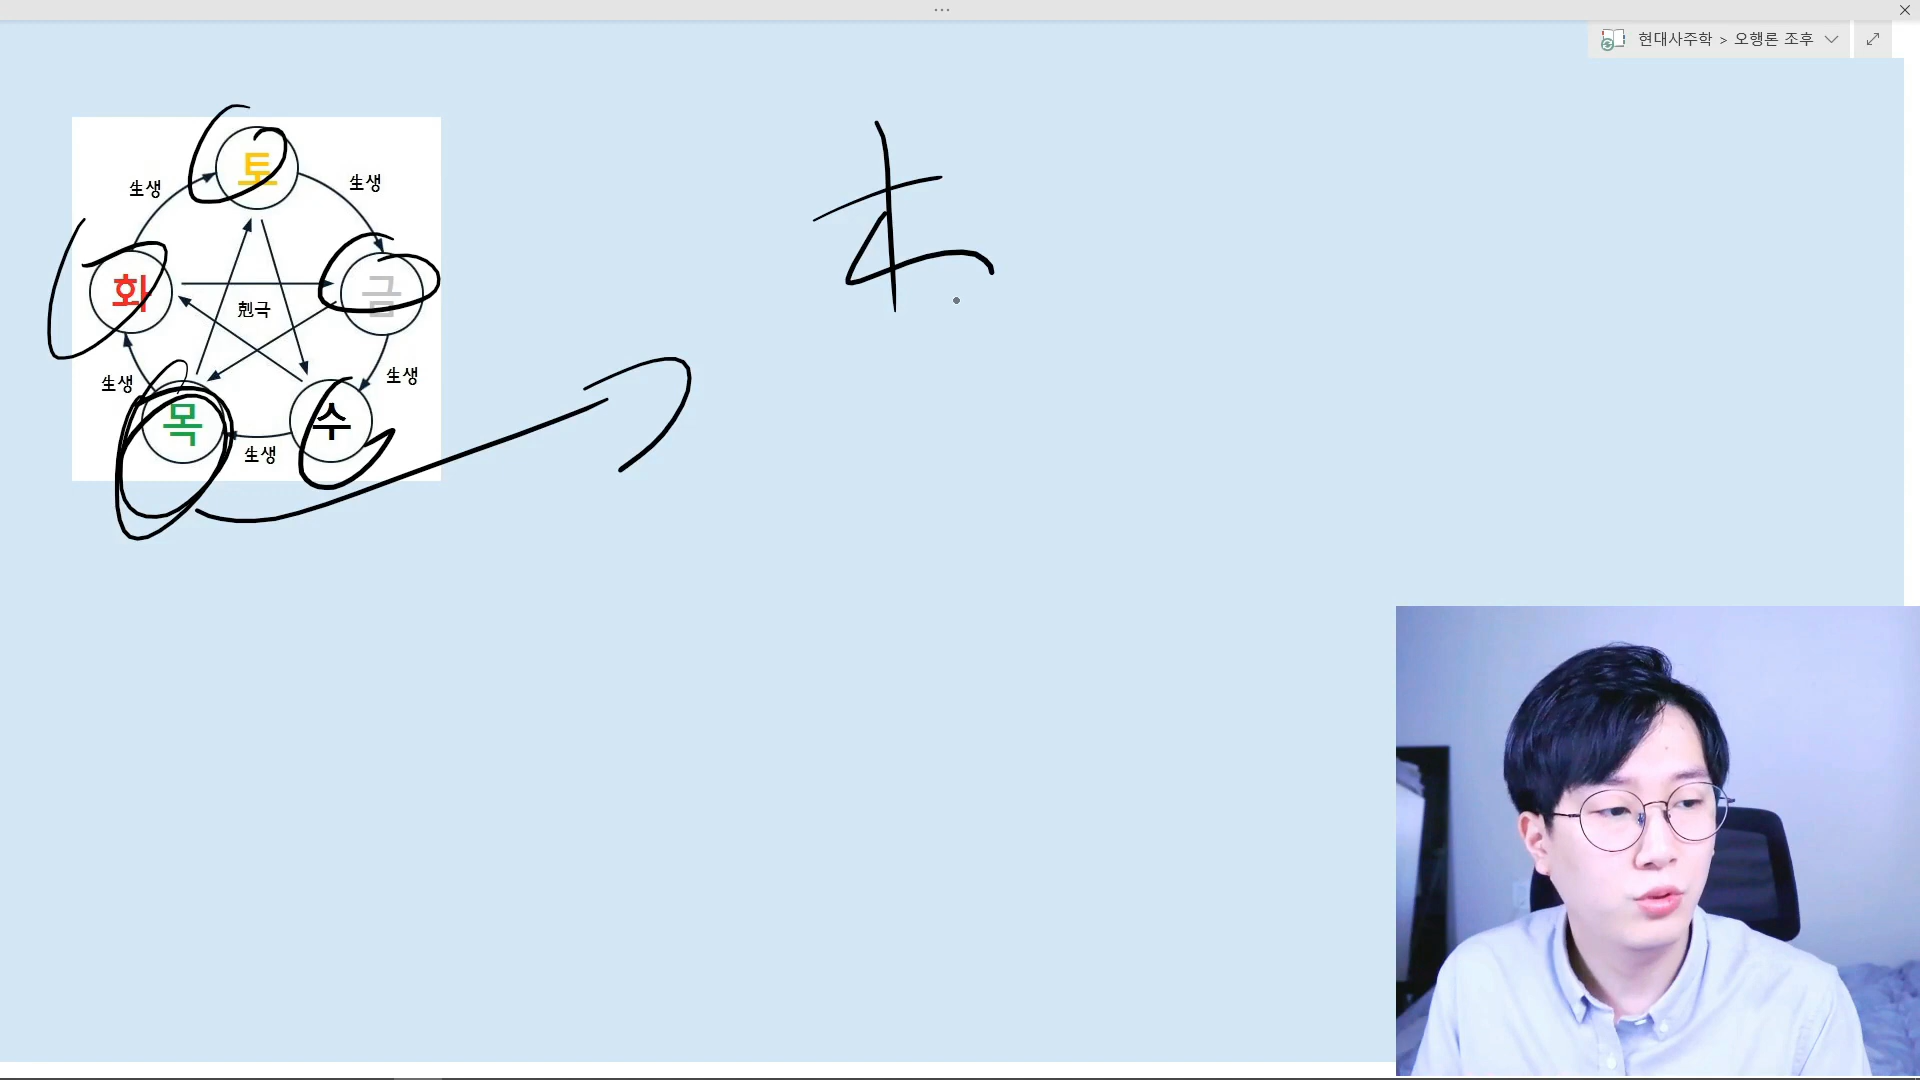 현대사주학 > 오행론 조후
토
生생
生생
화
금
剋극
生생
生생
목
수
生생
木